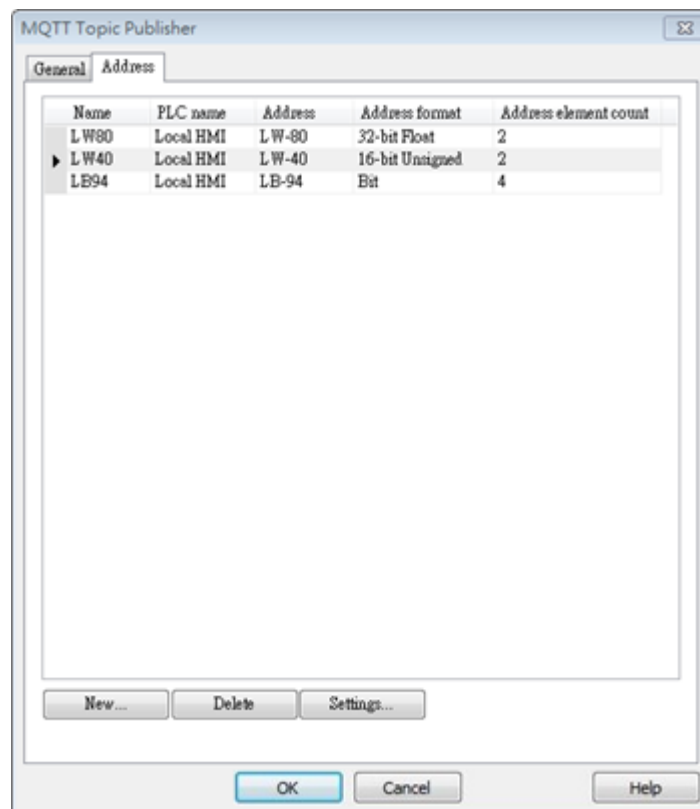 MQTT Topic Publisher
General Address
Name PLC name Address Address format Address element count
LW80 Local HMI LW-80 32-bit Float 2
LW40 Local HMI LW-40 16-bit Unsigned 2
LB94 Local HMI LB-94 Bit 4
New... Delete Settings...
OK Cancel Help